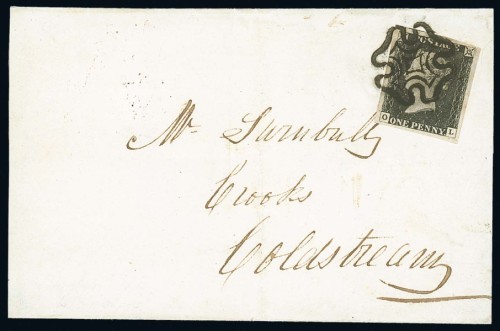 ONE PENNY
O L
Mr. Turnbull
Crooks
Coldstream